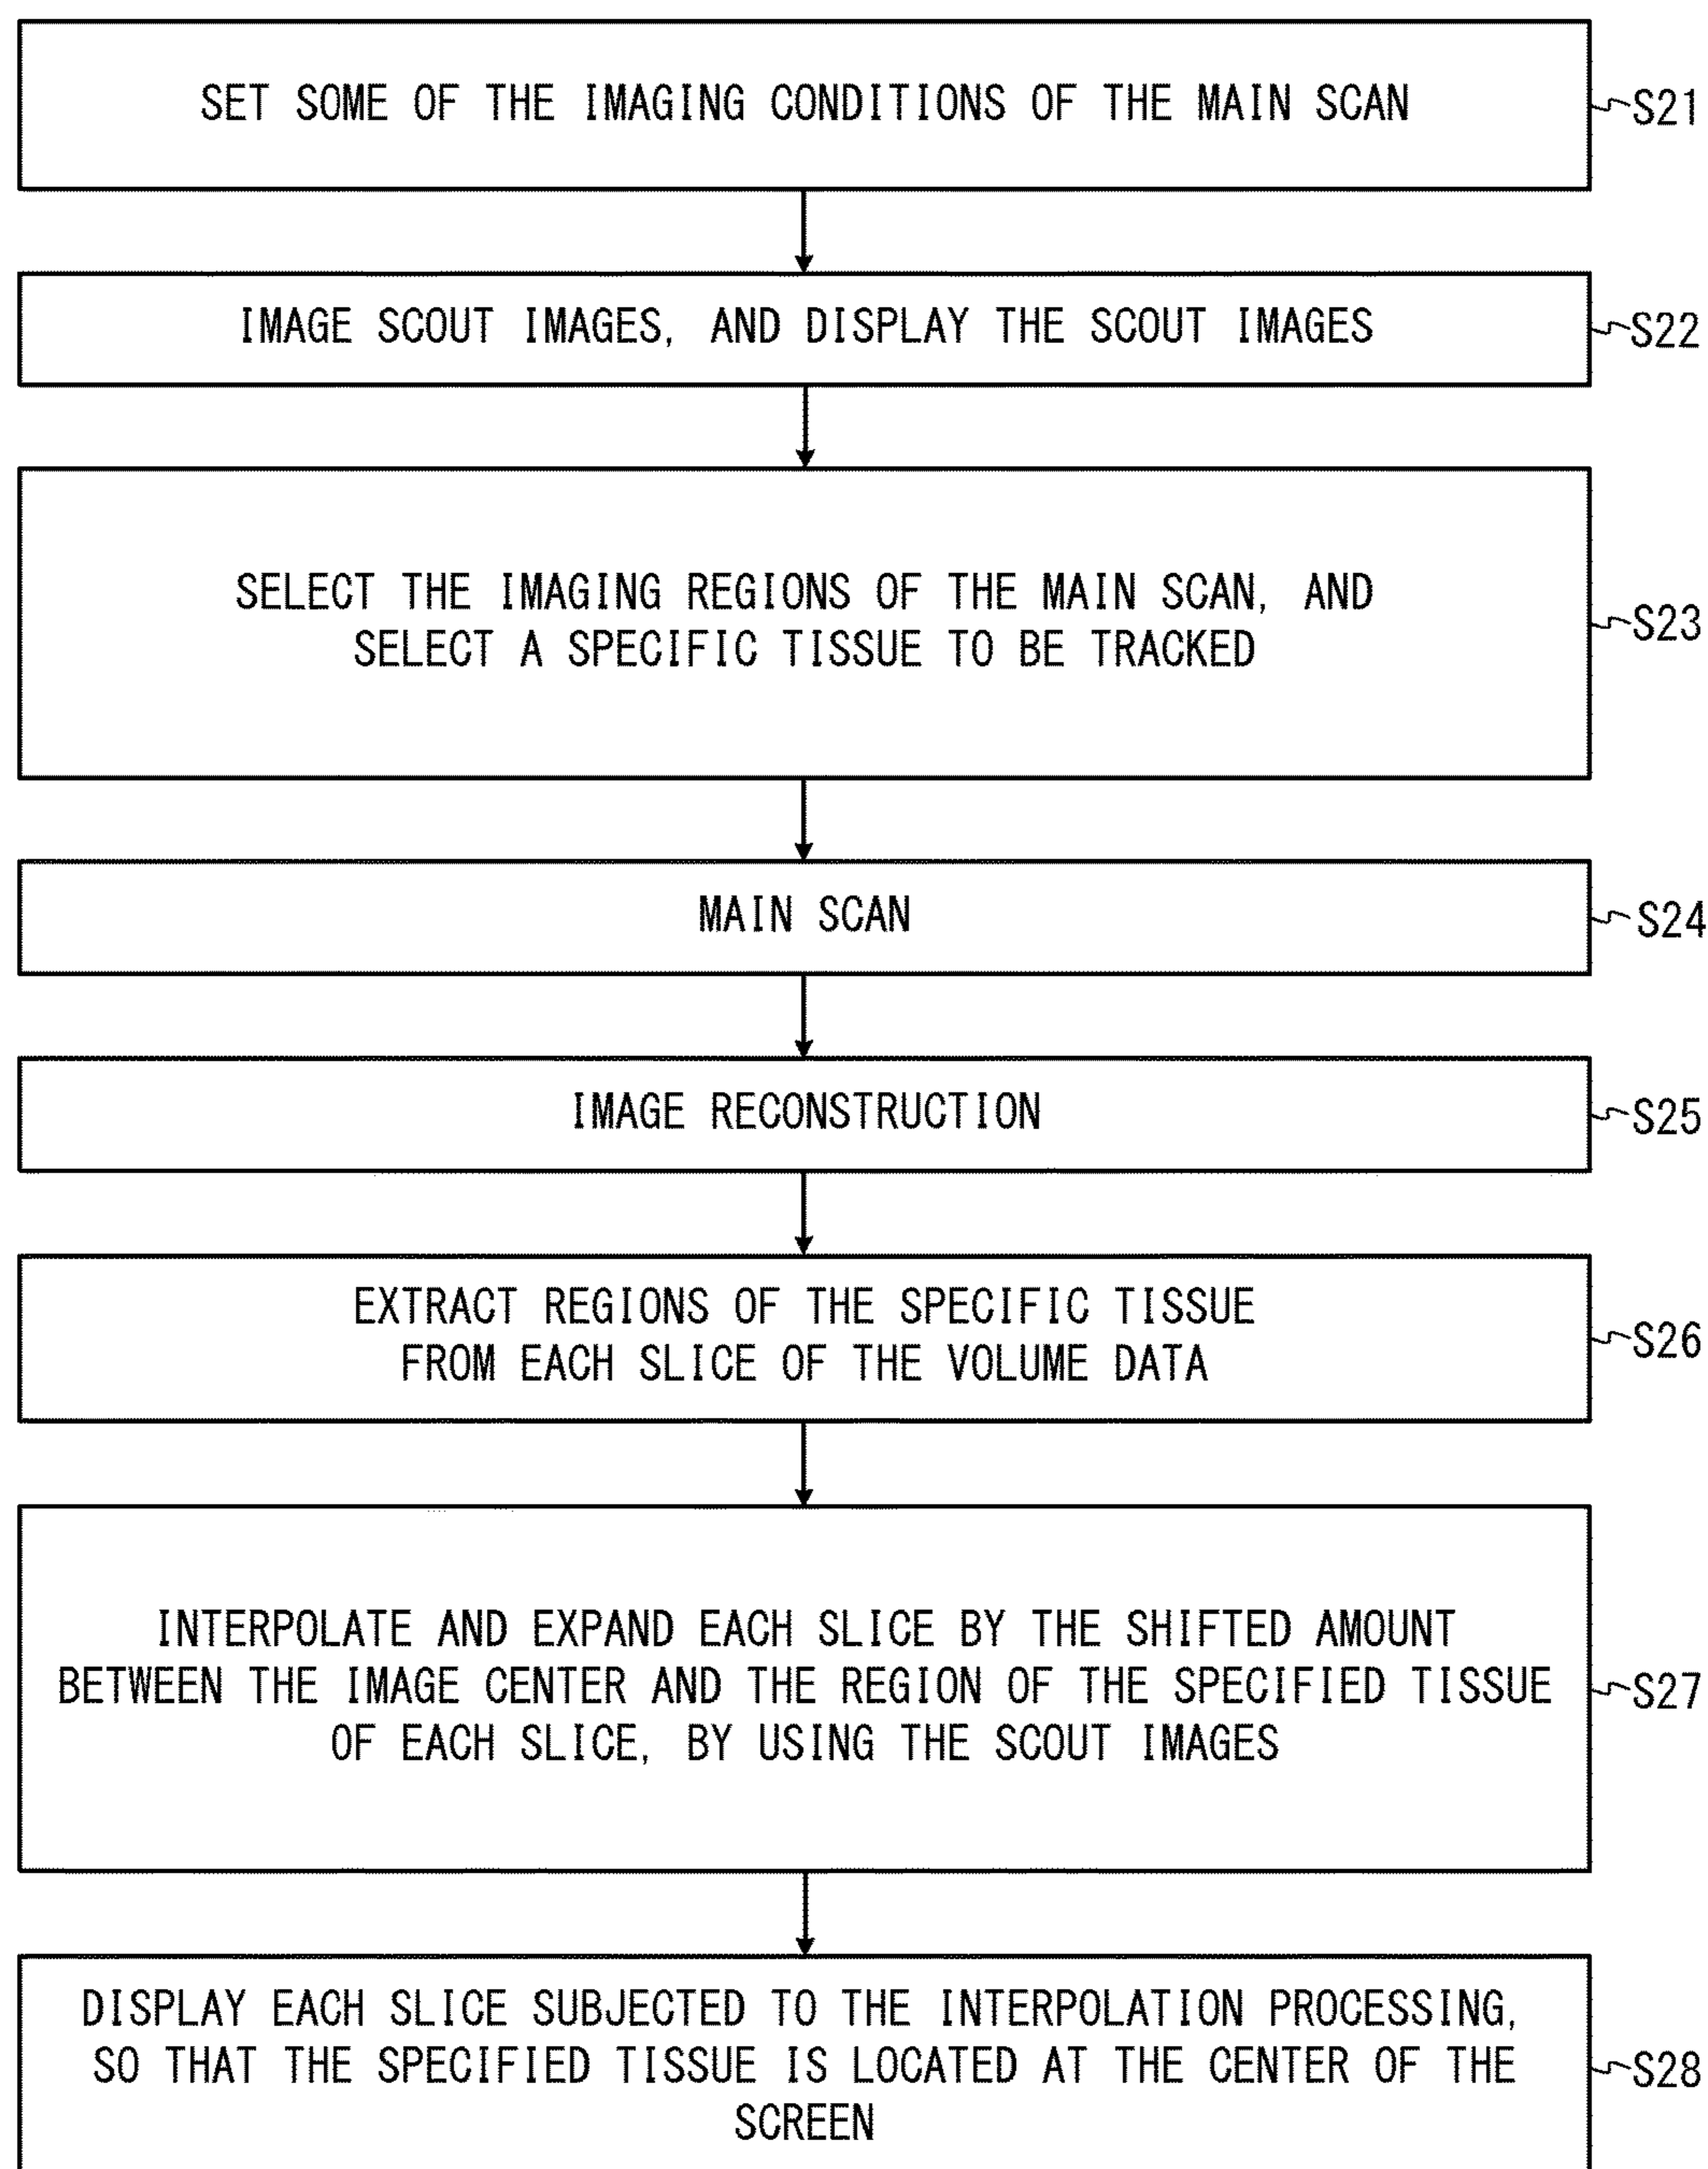 SET SOME OF THE IMAGING CONDITIONS OF THE MAIN SCAN
S21
IMAGE SCOUT IMAGES, AND DISPLAY THE SCOUT IMAGES
S22
SELECT THE IMAGING REGIONS OF THE MAIN SCAN, AND
SELECT A SPECIFIC TISSUE TO BE TRACKED
S23
MAIN SCAN
S24
IMAGE RECONSTRUCTION
S25
EXTRACT REGIONS OF THE SPECIFIC TISSUE
FROM EACH SLICE OF THE VOLUME DATA
S26
INTERPOLATE AND EXPAND EACH SLICE BY THE SHIFTED AMOUNT
BETWEEN THE IMAGE CENTER AND THE REGION OF THE SPECIFIED TISSUE
OF EACH SLICE, BY USING THE SCOUT IMAGES
S27
DISPLAY EACH SLICE SUBJECTED TO THE INTERPOLATION PROCESSING,
SO THAT THE SPECIFIED TISSUE IS LOCATED AT THE CENTER OF THE
SCREEN
S28